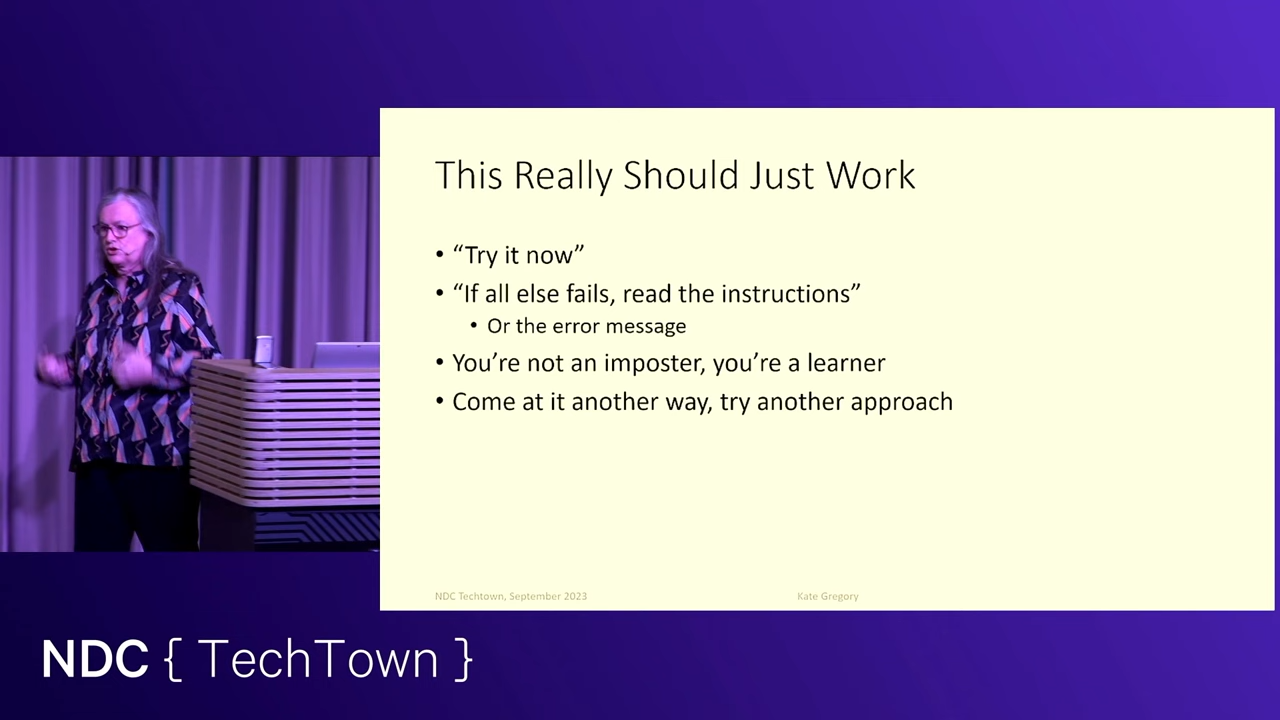 This Really Should Just Work
• “Try it now”
• “If all else fails, read the instructions”
• Or the error message
• You’re not an imposter, you’re a learner
• Come at it another way, try another approach
NDC Techtown, September 2023
Kate Gregory
NDC { TechTown }